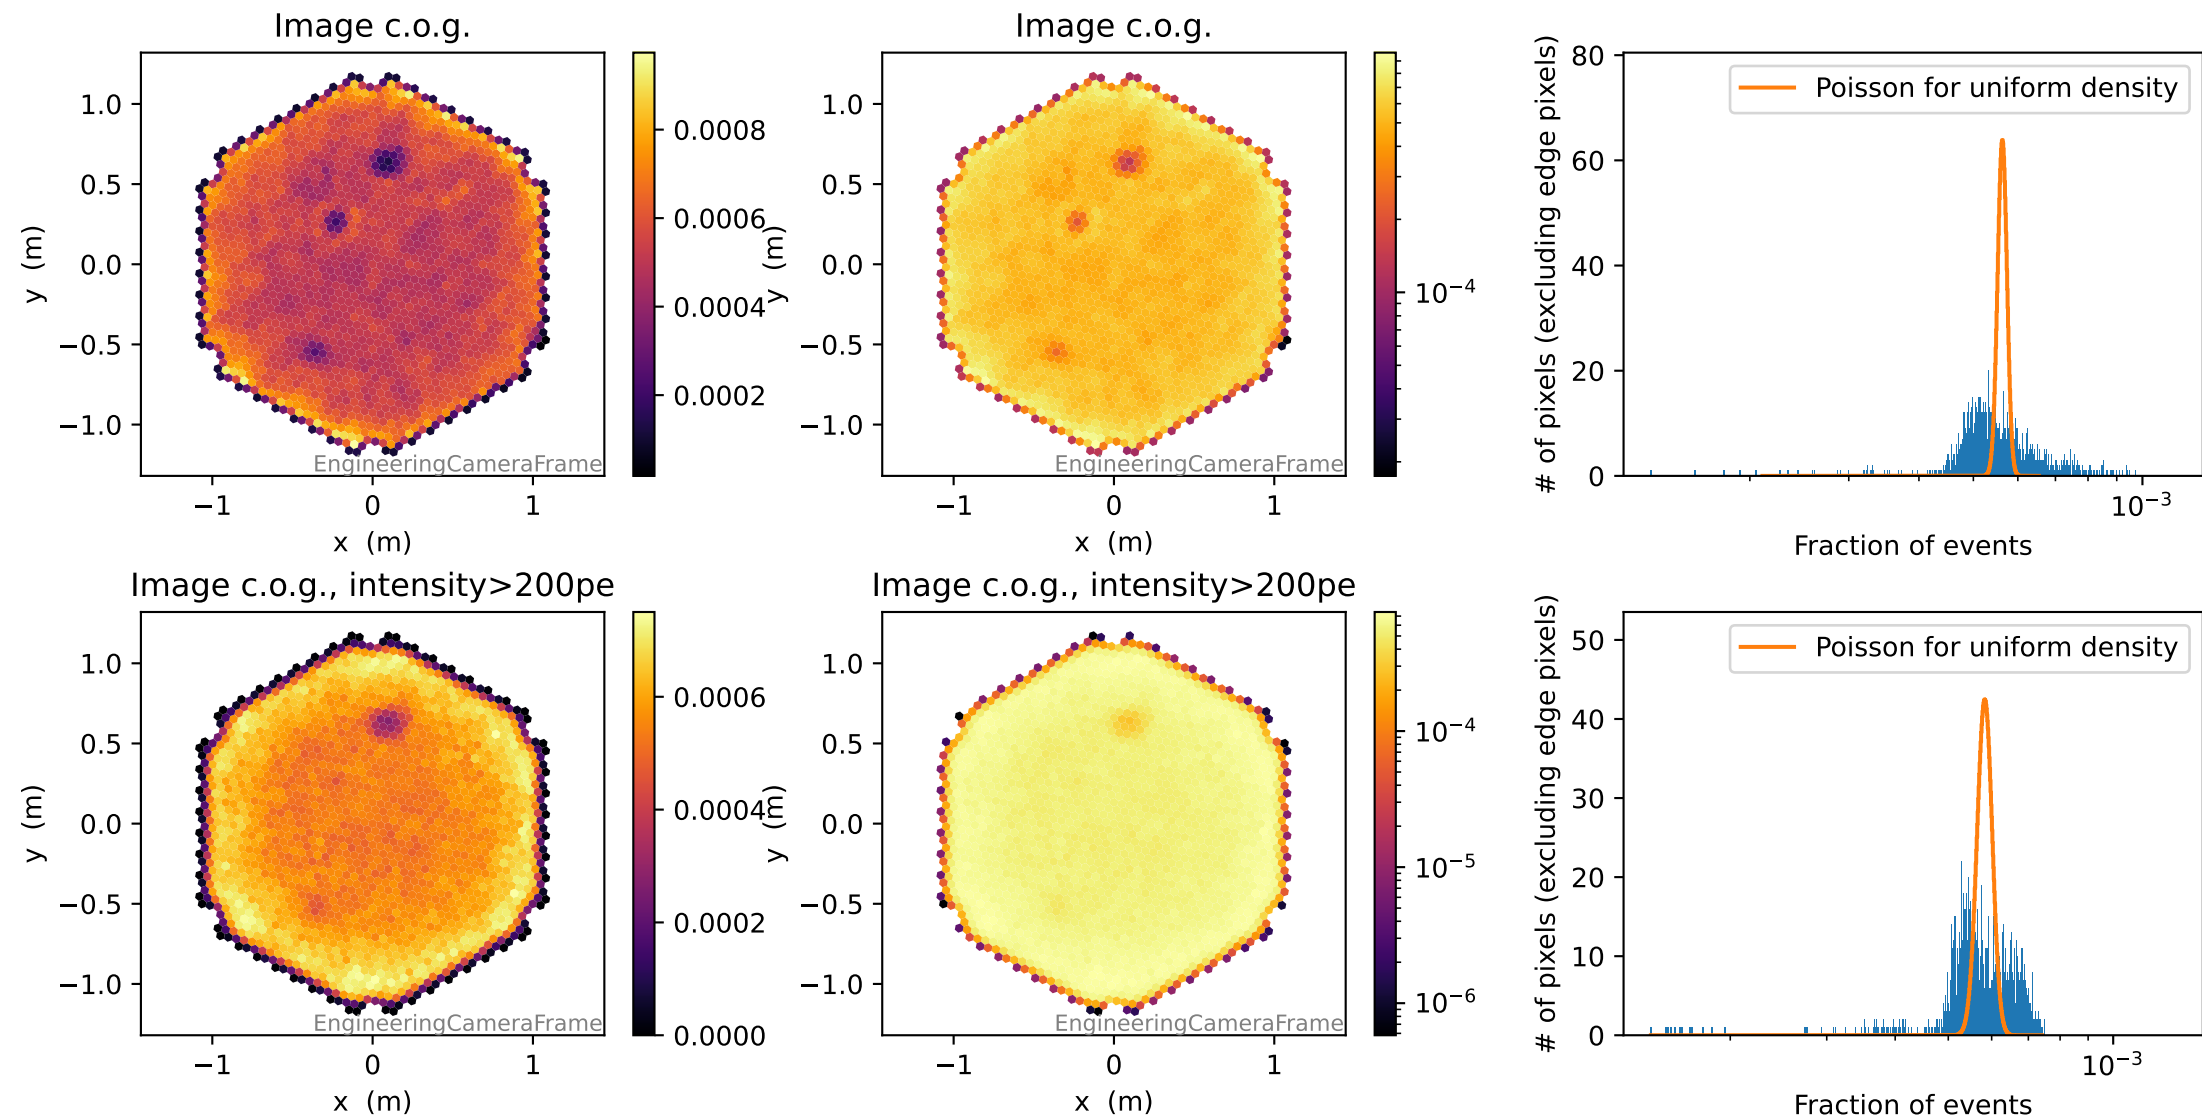 Image c.o.g.
1.0
0.5
0.0
−0.5
−1.0
y (m)
−1
0
1
x (m)
EngineeringCameraFrame
0.0008
0.0006
0.0004
0.0002
Image c.o.g.
1.0
0.5
0.0
−0.5
−1.0
y (m)
−1
0
1
x (m)
EngineeringCameraFrame
10−4
80
60
40
20
0
# of pixels (excluding edge pixels)
Poisson for uniform density
10−3
Fraction of events
Image c.o.g., intensity>200pe
1.0
0.5
0.0
−0.5
−1.0
y (m)
−1
0
1
x (m)
EngineeringCameraFrame
0.0006
0.0004
0.0002
0.0000
Image c.o.g., intensity>200pe
1.0
0.5
0.0
−0.5
−1.0
y (m)
−1
0
1
x (m)
EngineeringCameraFrame
10−4
10−5
10−6
50
40
30
20
10
0
# of pixels (excluding edge pixels)
Poisson for uniform density
10−3
Fraction of events